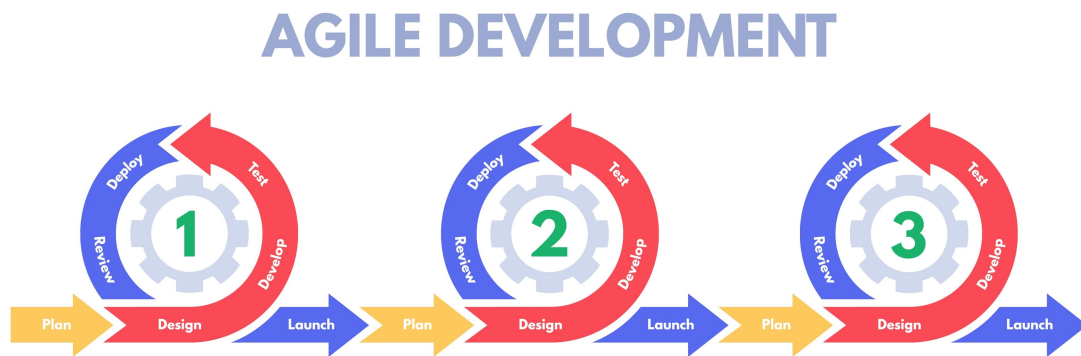 AGILE DEVELOPMENT
Plan
Design
Develop
Test
Deploy
Review
Launch
1
Plan
Design
Develop
Test
Deploy
Review
Launch
2
Plan
Design
Develop
Test
Deploy
Review
Launch
3